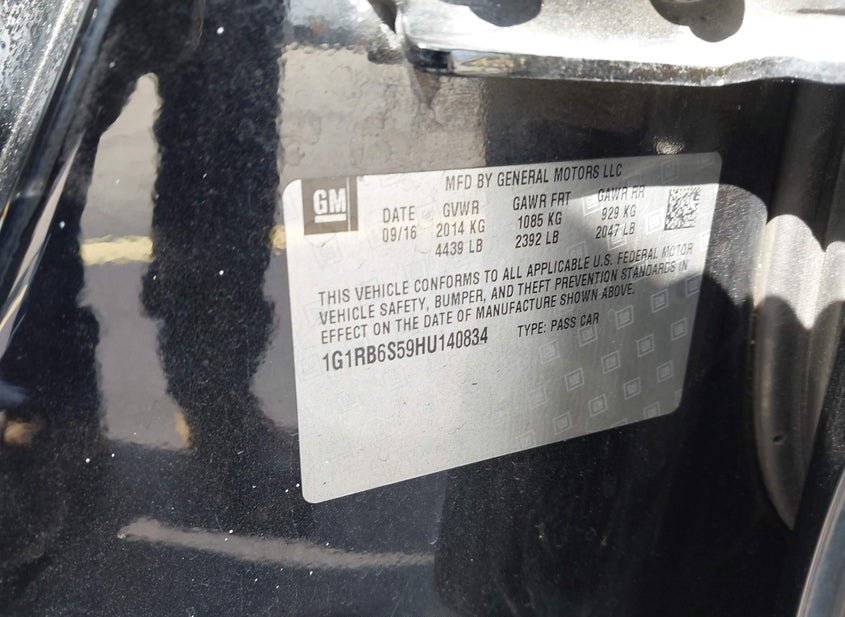 GM
MFD BY GENERAL MOTORS LLC
DATE GVWR GAWR FRT GAWR RR
09/16 2014 KG 1085 KG 929 KG
4439 LB 2392 LB 2047 LB
THIS VEHICLE CONFORMS TO ALL APPLICABLE U.S. FEDERAL MOTOR
VEHICLE SAFETY, BUMPER, AND THEFT PREVENTION STANDARDS IN
EFFECT ON THE DATE OF MANUFACTURE SHOWN ABOVE.
1G1RB6S59HU140834 TYPE: PASS CAR